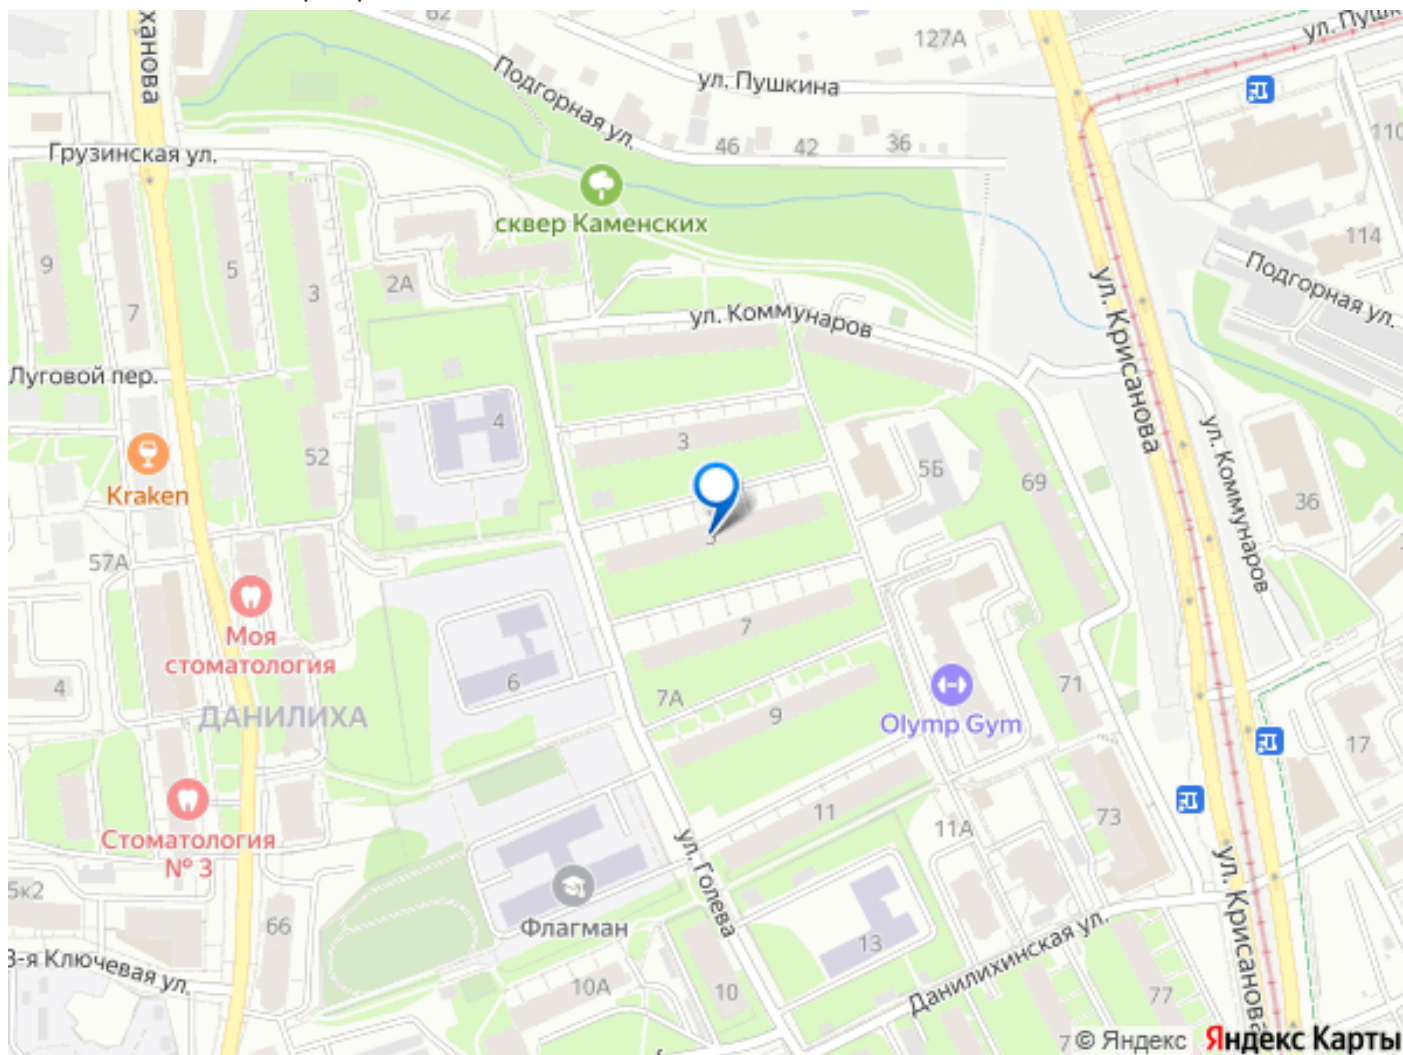 62
127А
ул. Пушк
ханова
Подгорная ул.
ул. Пушкина
110
46
42
36
Грузинская ул.
сквер Каменских
114
9
5
3
2А
7
ул. Крисанова
Подгорная ул.
ул. Коммунаров
Луговой пер.
4
3
52
5Б
69
ул. Коммунаров
36
Kraken
57А
Моя
стоматология
7
6
4
7А
9
71
Olymp Gym
17
ДАНИЛИХА
11
11А
73
Стоматология
№ 3
ул. Голева
ул. Крисанова
5к2
66
Флагман
13
3-я Ключевая ул.
10А
10
Данилихинская ул.
77
7
© Яндекс
Яндекс Карты